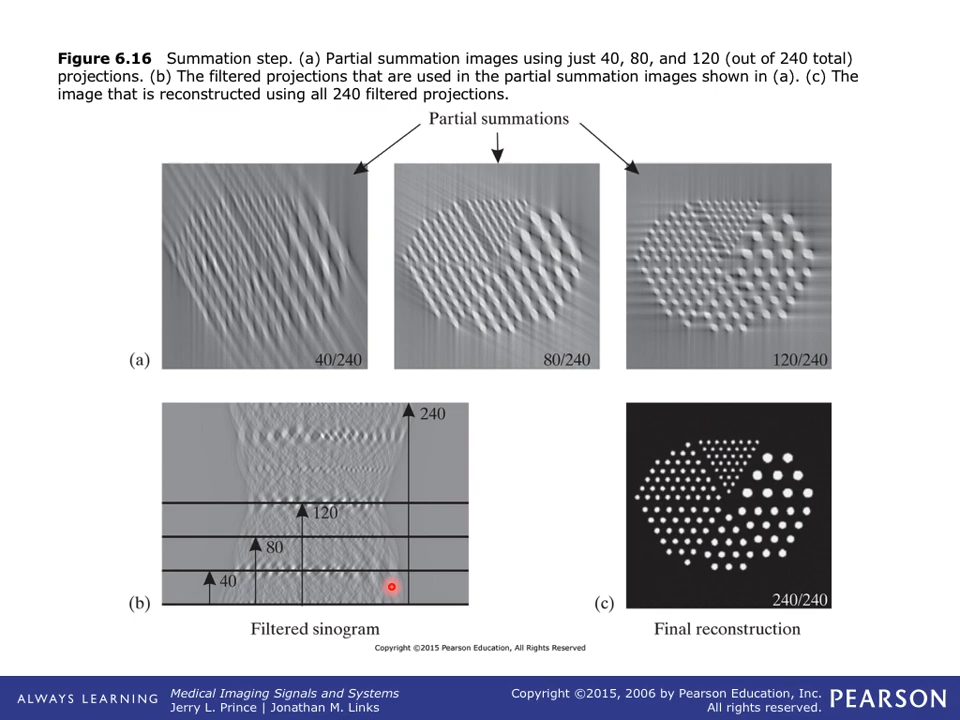 Figure 6.16 Summation step. (a) Partial summation images using just 40, 80, and 120 (out of 240 total)
projections. (b) The filtered projections that are used in the partial summation images shown in (a). (c) The
image that is reconstructed using all 240 filtered projections.
Partial summations
(a)
40/240
80/240
120/240
240
120
80
40
(b)
Filtered sinogram
(c)
240/240
Final reconstruction
Copyright ©2015 Pearson Education, All Rights Reserved
ALWAYS LEARNING
Medical Imaging Signals and Systems
Jerry L. Prince | Jonathan M. Links
Copyright ©2015, 2006 by Pearson Education, Inc.
All rights reserved.
PEARSON